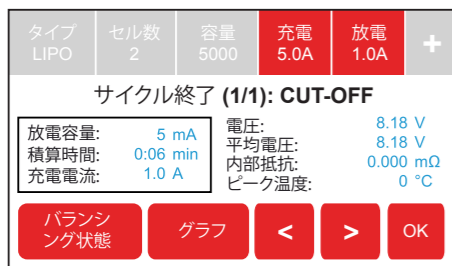 タイプ セル数 容量 充電 放電 +
LIPO 2 5000 5.0A 1.0A
サイクル終了 (1/1): CUT-OFF
放電容量: 5 mA
積算時間: 0:06 min
充電電流: 1.0 A
電圧: 8.18 V
平均電圧: 8.18 V
内部抵抗: 0.000 mΩ
ピーク温度: 0 °C
バランシ
ング状態
グラフ
<
>
OK